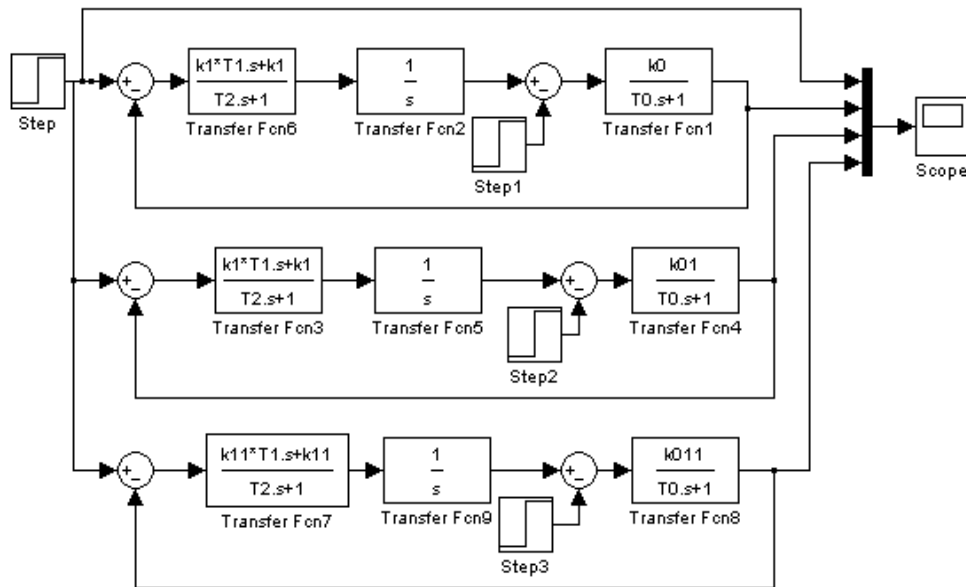 Step
k1*T1.s+k1
T2.s+1
Transfer Fcn6
1
s
Transfer Fcn2
Step1
k0
T0.s+1
Transfer Fcn1
Scope
k1*T1.s+k1
T2.s+1
Transfer Fcn3
1
s
Transfer Fcn5
Step2
k01
T0.s+1
Transfer Fcn4
k11*T1.s+k11
T2.s+1
Transfer Fcn7
1
s
Transfer Fcn9
Step3
k011
T0.s+1
Transfer Fcn8